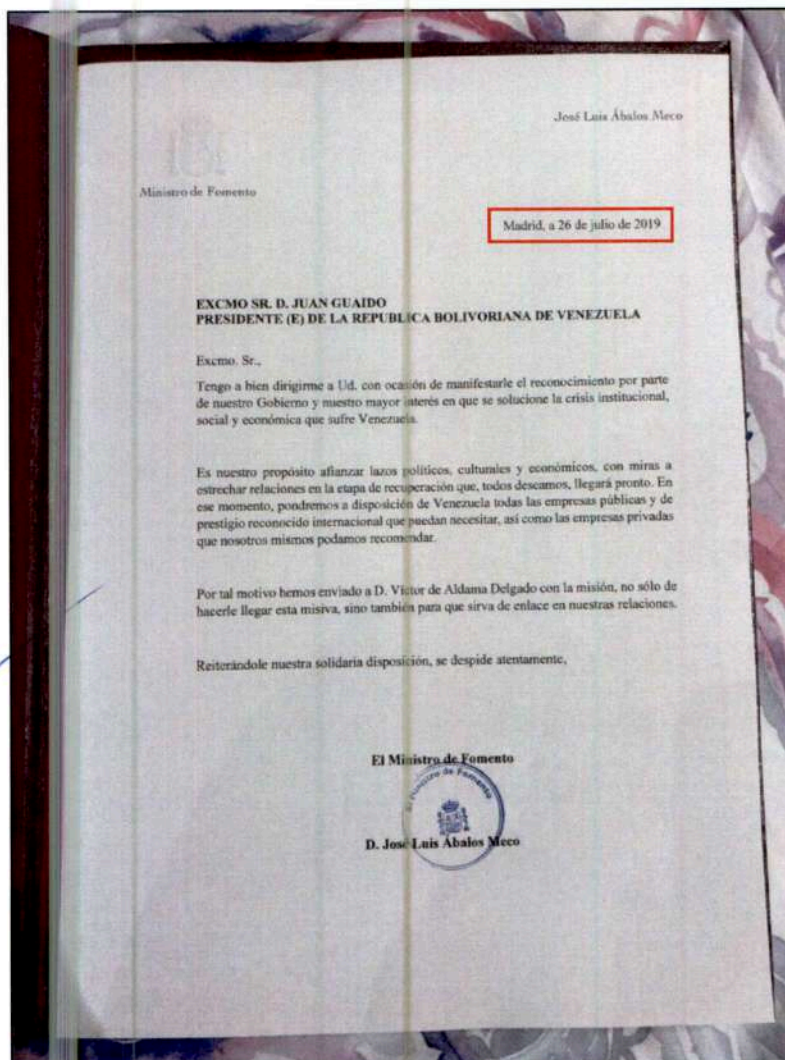 José Luis Ábalos Meco
Ministro de Fomento
Madrid, a 26 de julio de 2019
EXCMO SR. D. JUAN GUAIDO
PRESIDENTE (E) DE LA REPUBLICA BOLIVORIANA DE VENEZUELA
Excmo. Sr.,
Tengo a bien dirigirme a Ud. con ocasión de manifestarle el reconocimiento por parte
de nuestro Gobierno y nuestro mayor interés en que se solucione la crisis institucional,
social y económica que sufre Venezuela.
Es nuestro propósito afianzar lazos políticos, culturales y económicos, con miras a
estrechar relaciones en la etapa de recuperación que, todos deseamos, llegará pronto. En
ese momento, pondremos a disposición de Venezuela todas las empresas públicas y de
prestigio reconocido internacional que puedan necesitar, así como las empresas privadas
que nosotros mismos podamos recomendar.
Por tal motivo hemos enviado a D. Víctor de Aldama Delgado con la misión, no sólo de
hacerle llegar esta misiva, sino también para que sirva de enlace en nuestras relaciones.
Reiterándole nuestra solidaria disposición, se despide atentamente,
El Ministro de Fomento
El Ministro de Fomento
D. José Luis Ábalos Meco